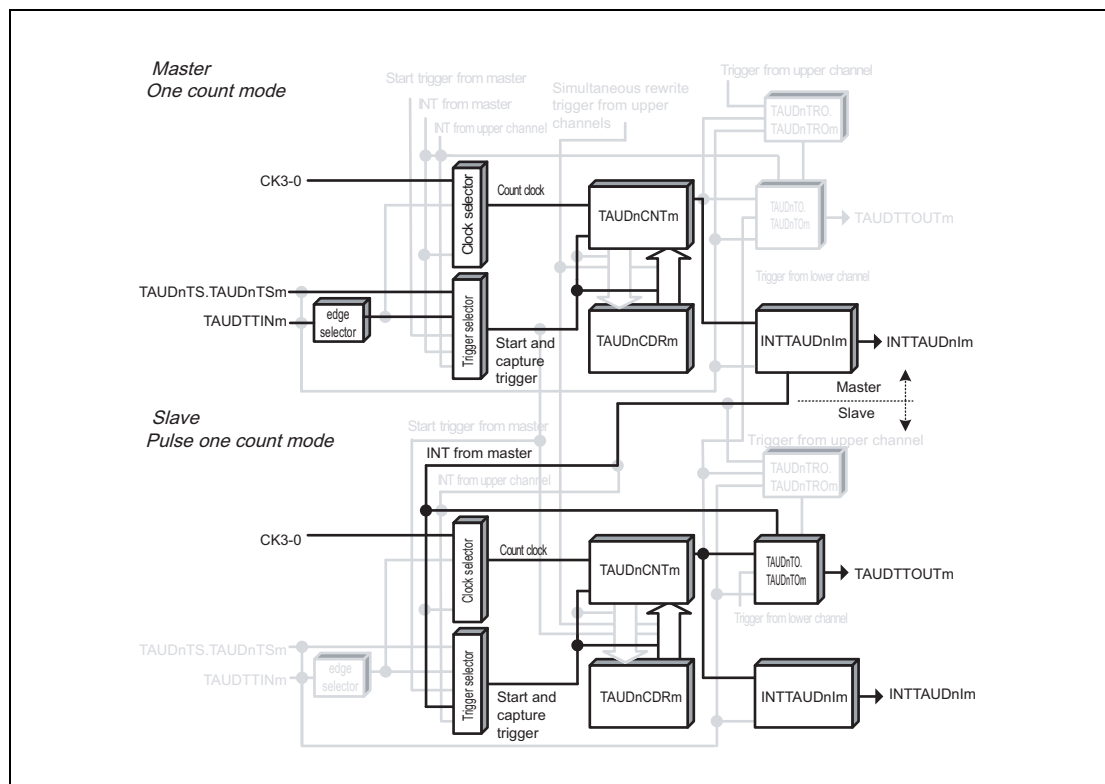 Master
One count mode
Start trigger from master
INT from master
INT from upper channel
Simultaneous rewrite
trigger from upper
channels
Trigger from upper channel
TAUDnTRO.
TAUDnTROm
CK3-0
Clock selector
Count clock
TAUDnCNTm
TAUDnTO.
TAUDnTOm
TAUDTTOUTm
Trigger from lower channel
TAUDnTS.TAUDnTSm
TAUDTTINm
edge
selector
Trigger selector
Start and
capture
trigger
TAUDnCDRm
INTTAUDnIm
INTTAUDnIm
Master
Slave
Slave
Pulse one count mode
Start trigger from master
INT from master
INT from upper channel
Trigger from upper channel
TAUDnTRO.
TAUDnTROm
CK3-0
Clock selector
Count clock
TAUDnCNTm
TAUDnTO.
TAUDnTOm
TAUDTTOUTm
Trigger from lower channel
TAUDnTS.TAUDnTSm
TAUDTTINm
edge
selector
Trigger selector
Start and
capture
trigger
TAUDnCDRm
INTTAUDnIm
INTTAUDnIm